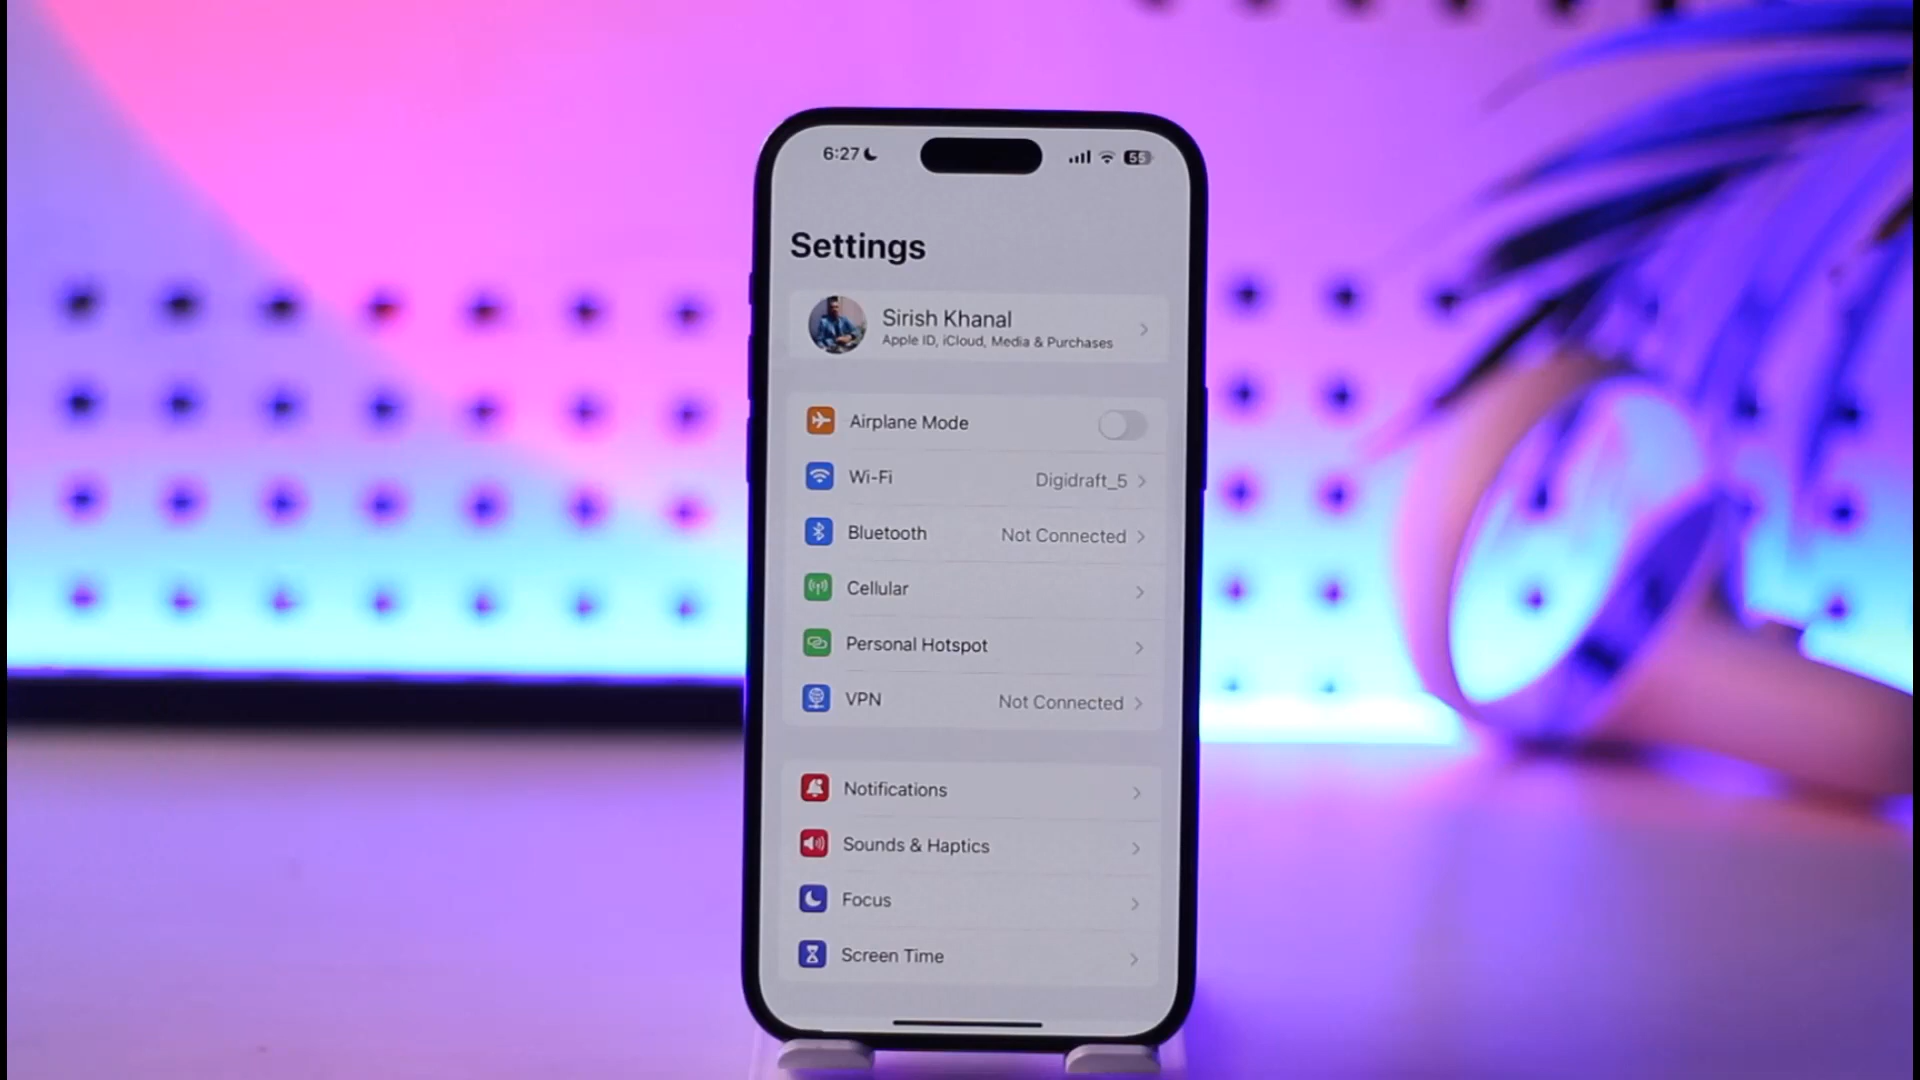 6:27
55
Settings
Sirish Khanal
Apple ID, iCloud, Media & Purchases
Airplane Mode
Wi-Fi Digidraft_5
Bluetooth Not Connected
Cellular
Personal Hotspot
VPN Not Connected
Notifications
Sounds & Haptics
Focus
Screen Time